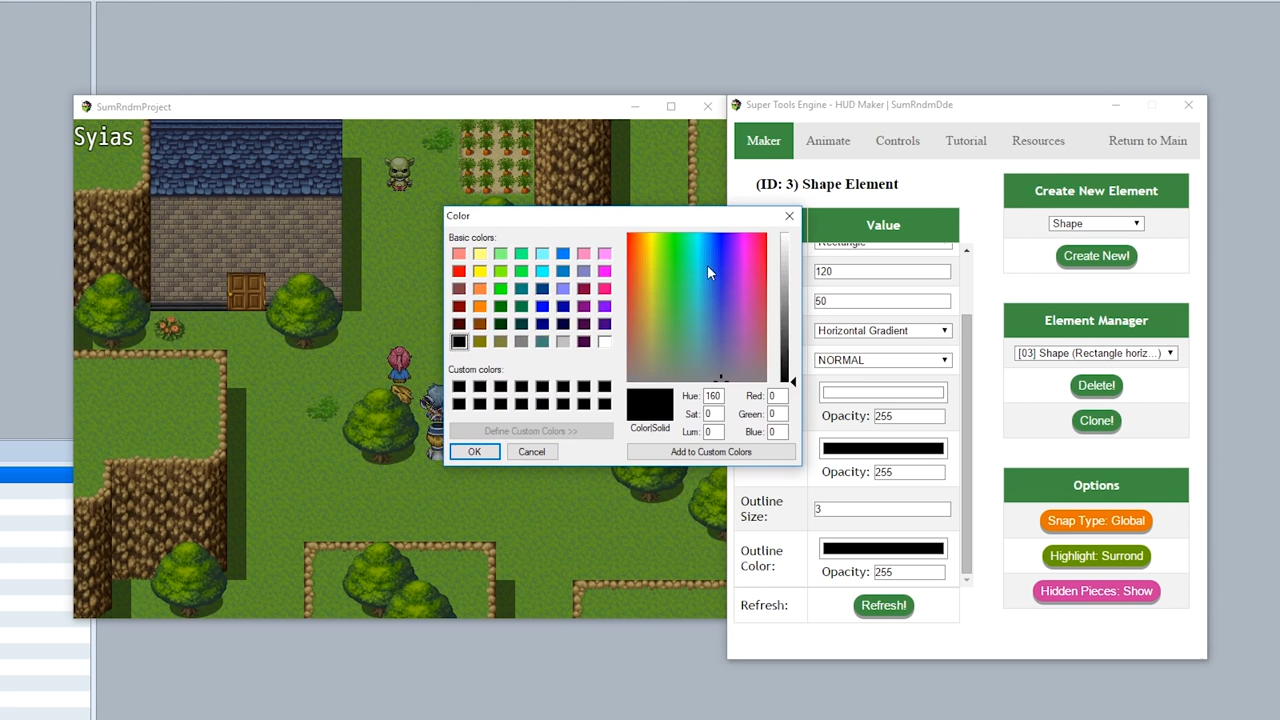 SumRndmProject
Syias
Super Tools Engine - HUD Maker | SumRndmDde
Maker
Animate
Controls
Tutorial
Resources
Return to Main
(ID: 3) Shape Element
Value
Rectangle
120
50
Horizontal Gradient
NORMAL
Opacity: 255
Opacity: 255
Outline Size: 3
Outline Color:
Opacity: 255
Refresh:
Refresh!
Create New Element
Shape
Create New!
Element Manager
[03] Shape (Rectangle horiz...)
Delete!
Clone!
Options
Snap Type: Global
Highlight: Surrond
Hidden Pieces: Show
Color
Basic colors:
Custom colors:
Define Custom Colors >>
OK
Cancel
Color|Solid
Hue: 160
Sat: 0
Lum: 0
Red: 0
Green: 0
Blue: 0
Add to Custom Colors